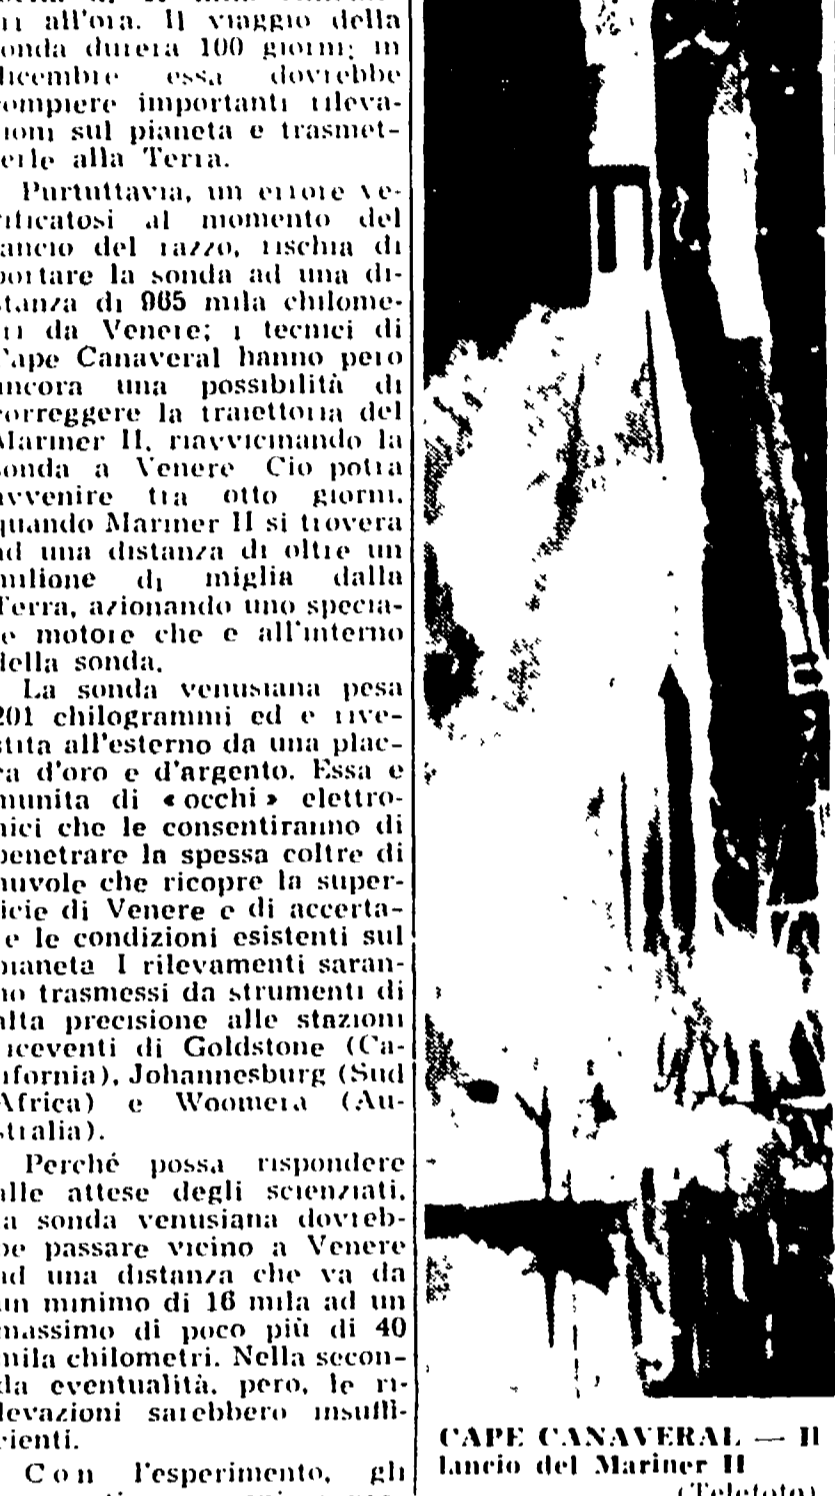 ri all'ora. Il viaggio della
onda durerà 100 giorni; in
dicembre essa dovrebbe
ompiere importanti rileva-
ioni sul pianeta e trasmet-
erle alla Terra.
Purtuttavia, un errore ve-
rificatosi al momento del
lancio del razzo, rischia di
portare la sonda ad una di-
stanza di 965 mila chilome-
tri da Venere; i tecnici di
Cape Canaveral hanno però
ancora una possibilità di
correggere la traiettoria del
Mariner II, riavvicinando la
sonda a Venere Ciò potrà
avvenire tra otto giorni,
quando Mariner II si troverà
ad una distanza di oltre un
milione di miglia dalla
Terra, azionando uno specia-
le motore che è all'interno
della sonda.
La sonda venusiana pesa
201 chilogrammi ed è rive-
stita all'esterno da una plac-
ca d'oro e d'argento. Essa è
munita di «occhi» elettro-
nici che le consentiranno di
penetrare la spessa coltre di
nuvole che ricopre la super-
ficie di Venere e di accerta-
re le condizioni esistenti sul
pianeta I rilevamenti saran-
no trasmessi da strumenti di
alta precisione alle stazioni
riceventi di Goldstone (Ca-
lifornia), Johannesburg (Sud
Africa) e Woomera (Au-
stralia).
Perché possa rispondere
alle attese degli scienziati,
la sonda venusiana dovreb-
be passare vicino a Venere
ad una distanza che va da
un minimo di 16 mila ad un
massimo di poco più di 40
mila chilometri. Nella secon-
da eventualità, però, le ri-
levazioni sarebbero insuffi-
cienti.
Con l'esperimento, gli
CAPE CANAVERAL — Il
lancio del Mariner II
(Telefoto)